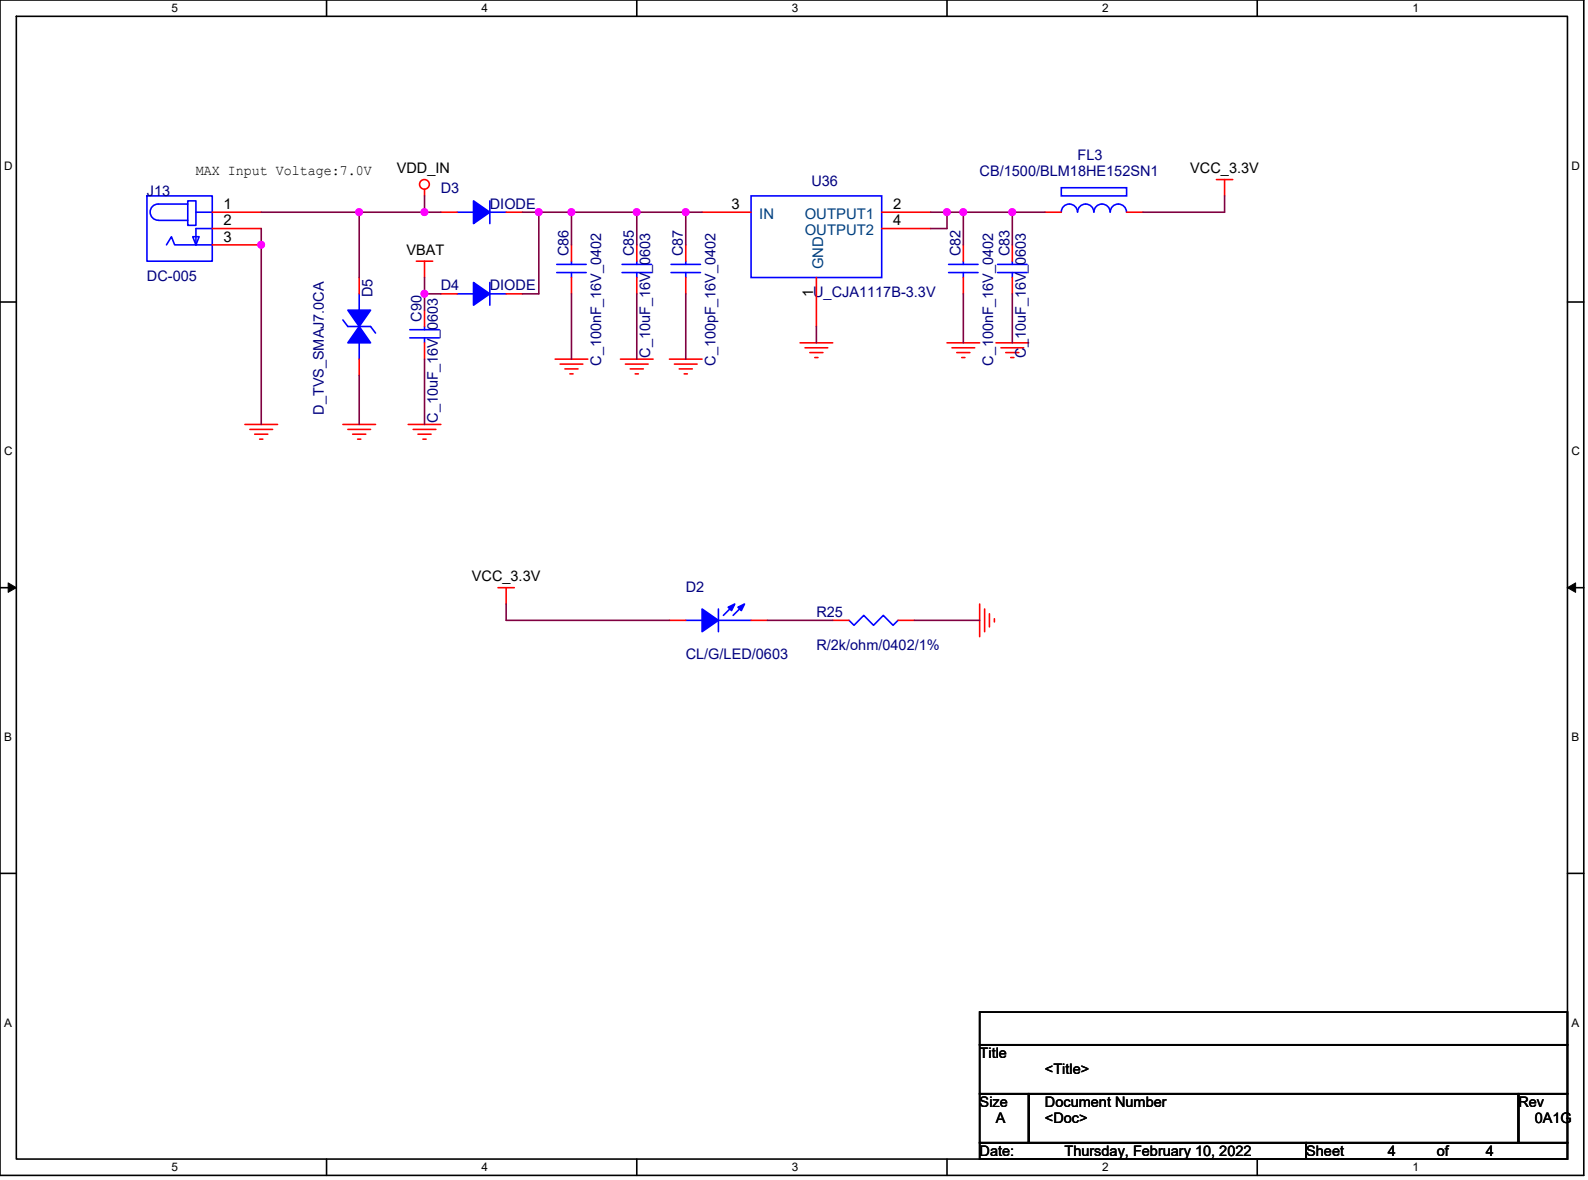 5 4 3 2 1
D D
C C
B B
A A
MAX Input Voltage:7.0V
J13
1
2
3
DC-005
VDD_IN
D3
DIODE
VBAT
D4
DIODE
D5
D_TVS_SMAJ7.0CA
C90
C_10uF_16V_0603
C86
C_100nF_16V_0402
C85
C_10uF_16V_0603
C87
C_100pF_16V_0402
U36
3
IN
OUTPUT1
OUTPUT2
GND
2
4
1
U_CJA1117B-3.3V
C82
C_100nF_16V_0402
C83
C_10uF_16V_0603
FL3
CB/1500/BLM18HE152SN1
VCC_3.3V
VCC_3.3V
D2
CL/G/LED/0603
R25
R/2k/ohm/0402/1%
Title
<Title>
Size
A
Document Number
<Doc>
Rev
0A1G
Date: Thursday, February 10, 2022 Sheet 4 of 4
5 4 3 2 1